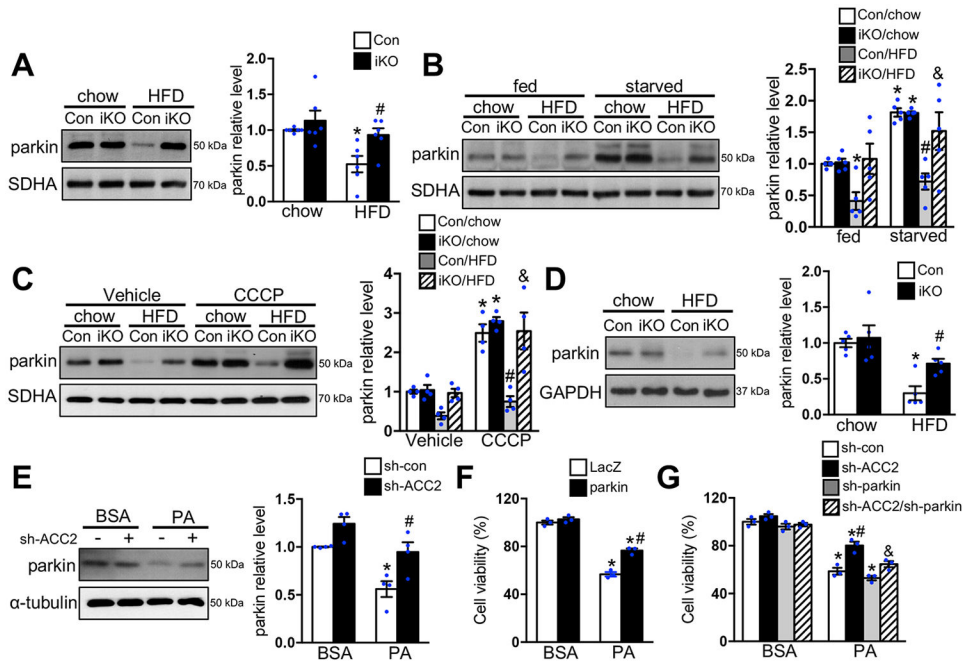 A
chow HFD
Con iKO Con iKO
parkin
50 kDa
SDHA
70 kDa
Con
iKO
parkin relative level
2.0
1.5
1.0
0.5
0.0
* #
chow HFD
B
fed starved
chow HFD chow HFD
Con iKO Con iKO Con iKO Con iKO
parkin
50 kDa
SDHA
70 kDa
Con/chow
iKO/chow
Con/HFD
iKO/HFD
parkin relative level
2.5
2.0
1.5
1.0
0.5
0.0
* * * # &
fed starved
C
Vehicle CCCP
chow HFD chow HFD
Con iKO Con iKO Con iKO Con iKO
parkin
50 kDa
SDHA
70 kDa
Con/chow
iKO/chow
Con/HFD
iKO/HFD
parkin relative level
4
3
2
1
0
* * # &
Vehicle CCCP
D
chow HFD
Con iKO Con iKO
parkin
50 kDa
GAPDH
37 kDa
Con
iKO
parkin relative level
2.0
1.5
1.0
0.5
0.0
* #
chow HFD
E
BSA PA
sh-ACC2 - + - +
parkin
50 kDa
α-tubulin
50 kDa
sh-con
sh-ACC2
parkin relative level
1.5
1.0
0.5
0.0
* #
BSA PA
F
LacZ
parkin
Cell viability (%)
120
80
40
0
* *#
BSA PA
G
sh-con
sh-ACC2
sh-parkin
sh-ACC2/sh-parkin
Cell viability (%)
120
80
40
0
* *# * &
BSA PA